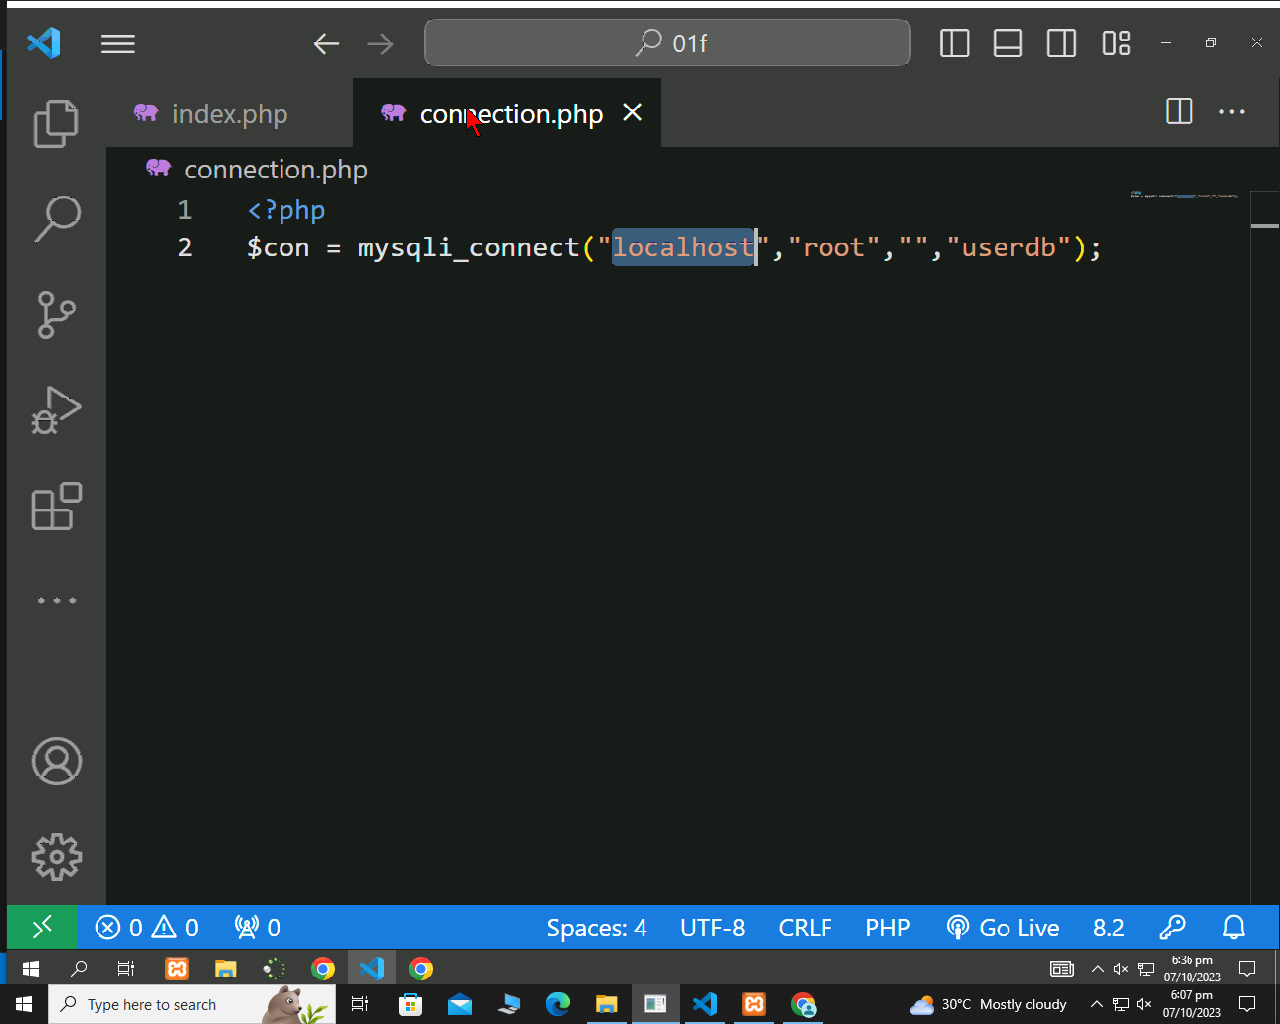 01f
index.php
connection.php
connection.php
1 <?php
2 $con = mysqli_connect("localhost","root","","userdb");
0 0 0 Spaces: 4 UTF-8 CRLF PHP Go Live 8.2
6:36 pm
07/10/2023
Type here to search
30°C Mostly cloudy
6:07 pm
07/10/2023